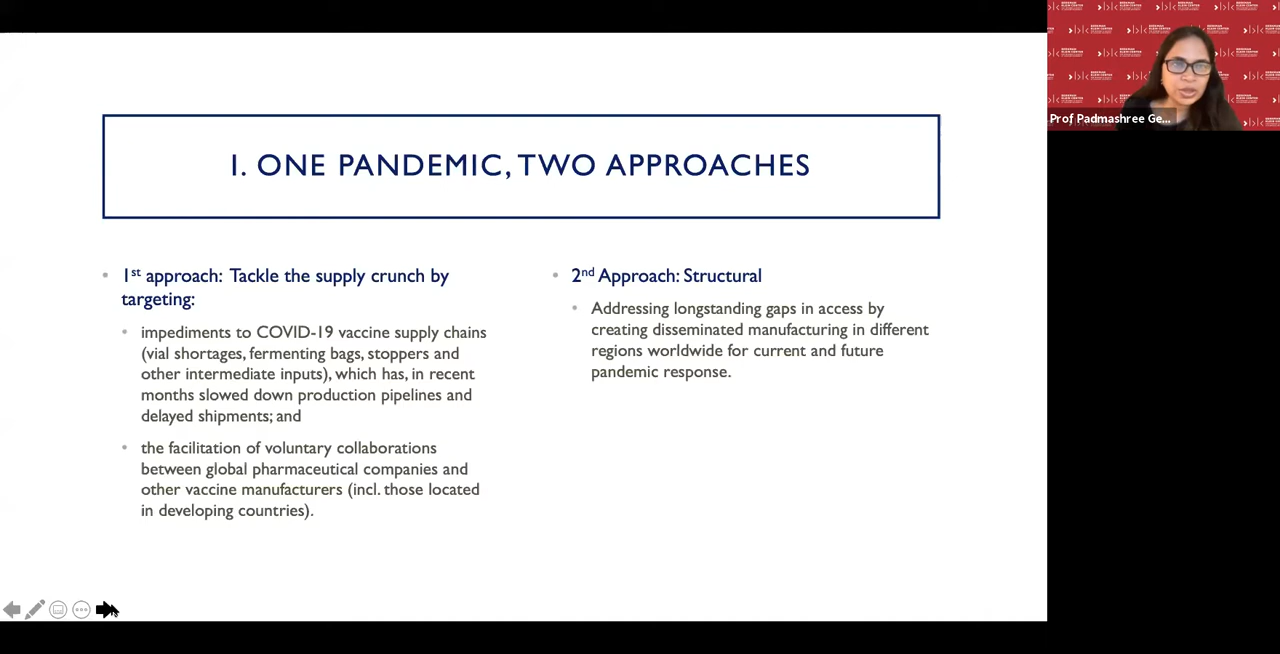 I. ONE PANDEMIC, TWO APPROACHES
1st approach: Tackle the supply crunch by
targeting:
impediments to COVID-19 vaccine supply chains
(vial shortages, fermenting bags, stoppers and
other intermediate inputs), which has, in recent
months slowed down production pipelines and
delayed shipments; and
the facilitation of voluntary collaborations
between global pharmaceutical companies and
other vaccine manufacturers (incl. those located
in developing countries).
2nd Approach: Structural
Addressing longstanding gaps in access by
creating disseminated manufacturing in different
regions worldwide for current and future
pandemic response.
Prof Padmashree Ge...